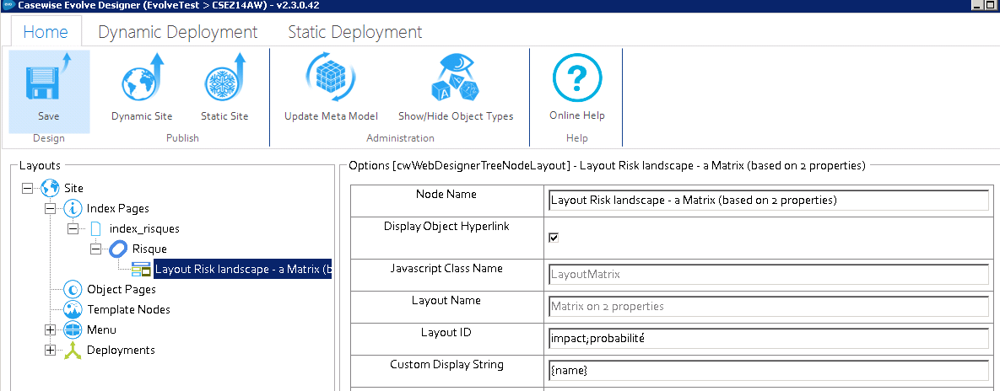 Casewise Evolve Designer (EvolveTest > CSEZ14AW) - v2.3.0.42
Home Dynamic Deployment Static Deployment
Save Dynamic Site Static Site Update Meta Model Show/Hide Object Types Online Help
Design Publish Administration Help
Layouts
Site
Index Pages
index_risques
Risque
Layout Risk landscape - a Matrix (b
Object Pages
Template Nodes
Menu
Deployments
Options [cwWebDesignerTreeNodeLayout] - Layout Risk landscape - a Matrix (based on 2 properties)
Node Name Layout Risk landscape - a Matrix (based on 2 properties)
Display Object Hyperlink
Javascript Class Name LayoutMatrix
Layout Name Matrix on 2 properties
Layout ID impact;probabilité
Custom Display String {name}